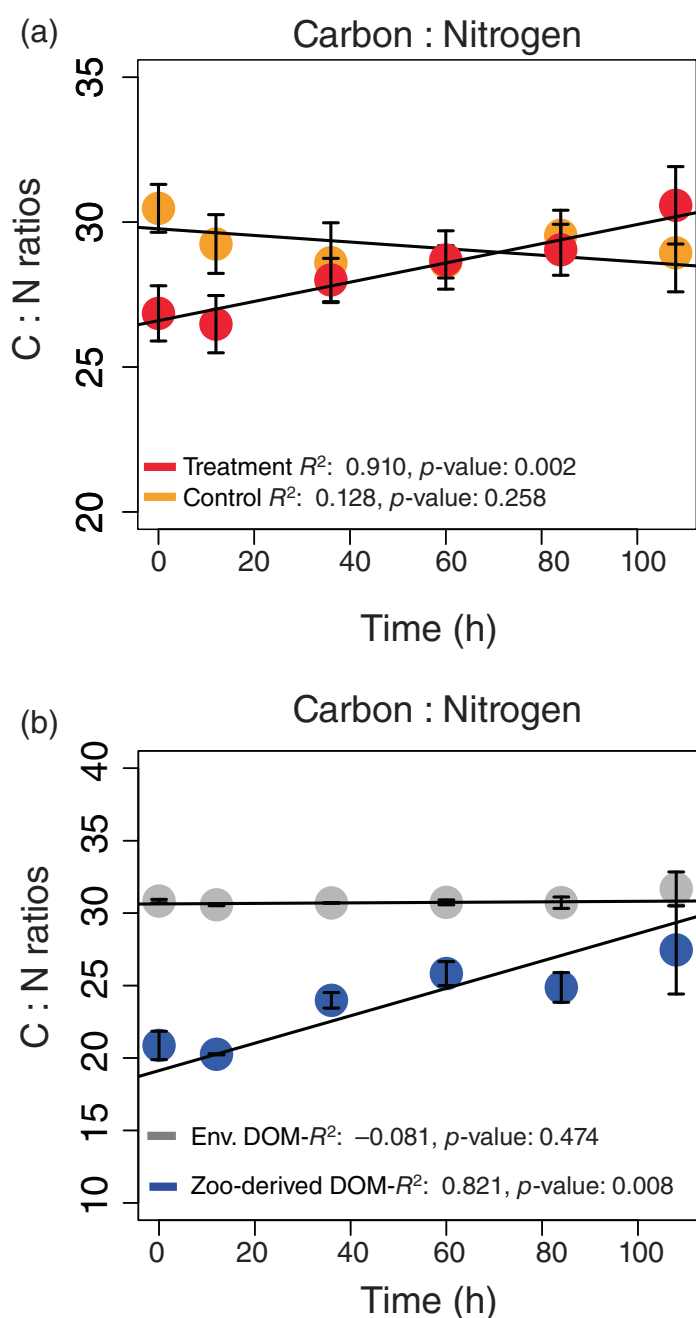 (a)
Carbon : Nitrogen
35
30
25
20
C : N ratios
Treatment R²: 0.910, p-value: 0.002
Control R²: 0.128, p-value: 0.258
0 20 40 60 80 100
Time (h)
(b)
Carbon : Nitrogen
40
35
30
25
20
15
10
C : N ratios
Env. DOM-R²: –0.081, p-value: 0.474
Zoo-derived DOM-R²: 0.821, p-value: 0.008
0 20 40 60 80 100
Time (h)